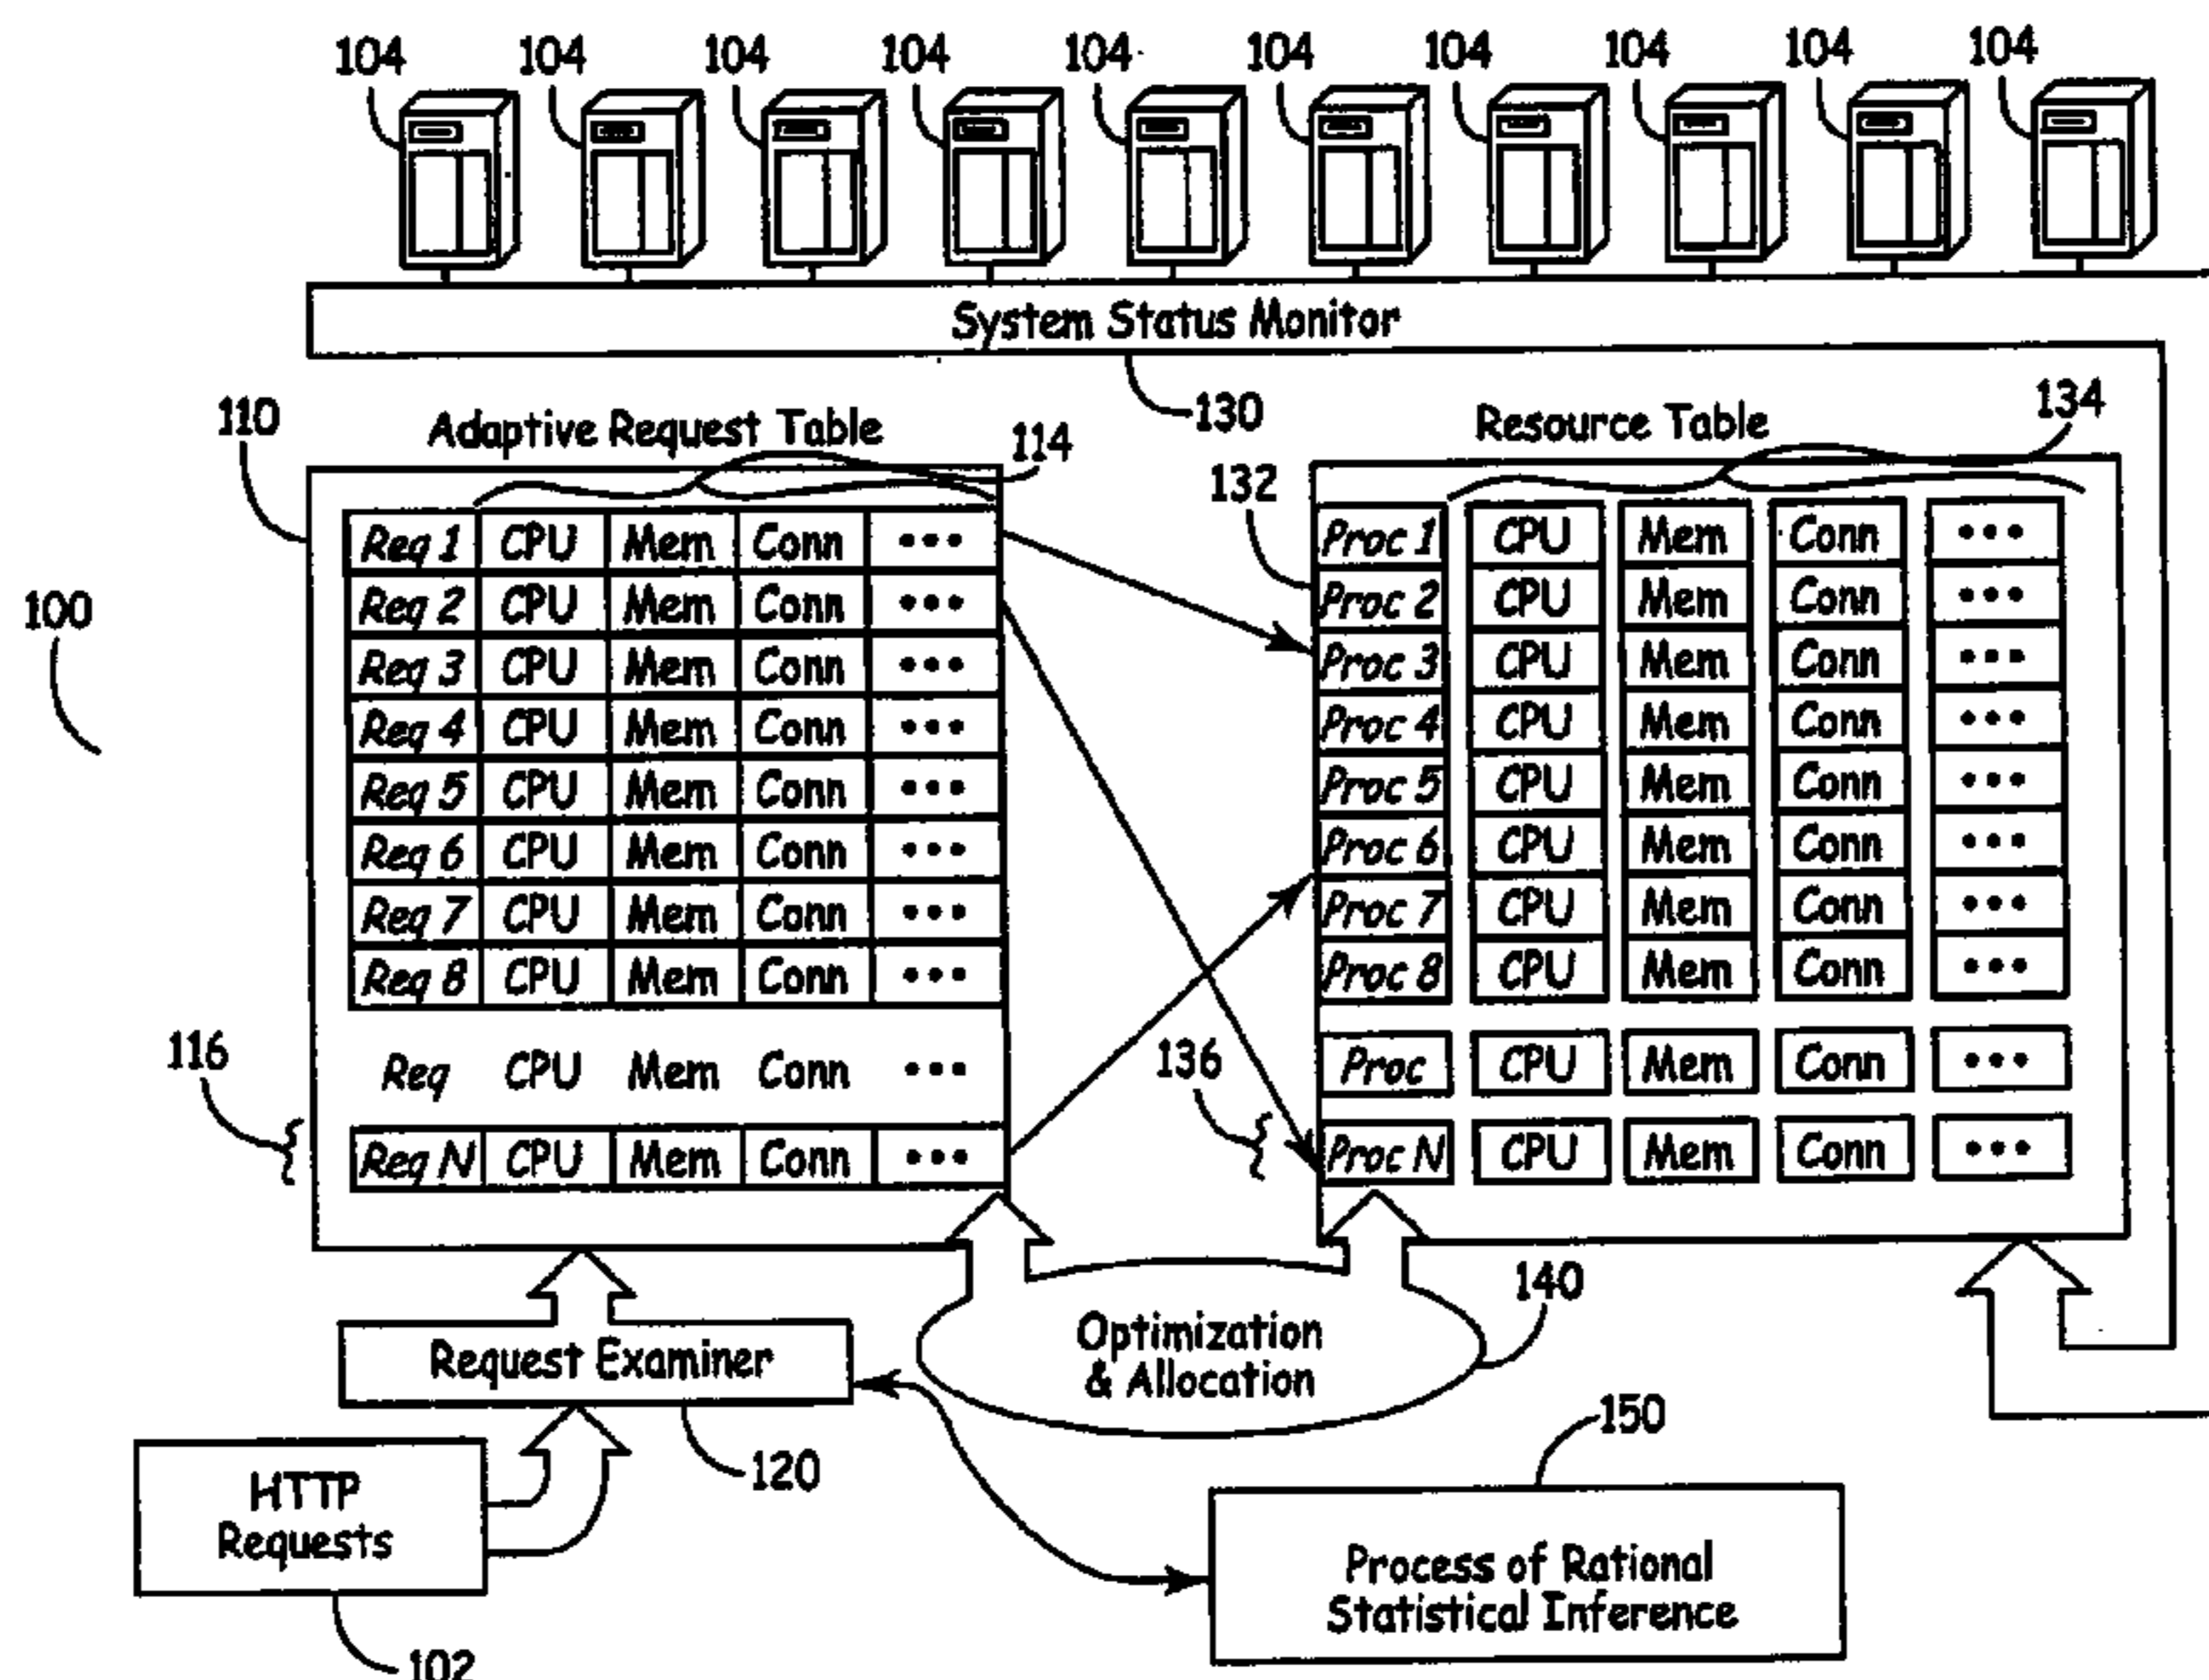 104 104 104 104 104 104 104 104 104 104
System Status Monitor
130
110
Adaptive Request Table
114
Resource Table
134
132
100
Req 1 CPU Mem Conn •••
Req 2 CPU Mem Conn •••
Req 3 CPU Mem Conn •••
Req 4 CPU Mem Conn •••
Req 5 CPU Mem Conn •••
Req 6 CPU Mem Conn •••
Req 7 CPU Mem Conn •••
Req 8 CPU Mem Conn •••
Req CPU Mem Conn •••
116
Req N CPU Mem Conn •••
Proc 1 CPU Mem Conn •••
Proc 2 CPU Mem Conn •••
Proc 3 CPU Mem Conn •••
Proc 4 CPU Mem Conn •••
Proc 5 CPU Mem Conn •••
Proc 6 CPU Mem Conn •••
Proc 7 CPU Mem Conn •••
Proc 8 CPU Mem Conn •••
Proc CPU Mem Conn •••
136
Proc N CPU Mem Conn •••
Optimization
& Allocation
140
Request Examiner
120
HTTP
Requests
102
150
Process of Rational
Statistical Inference